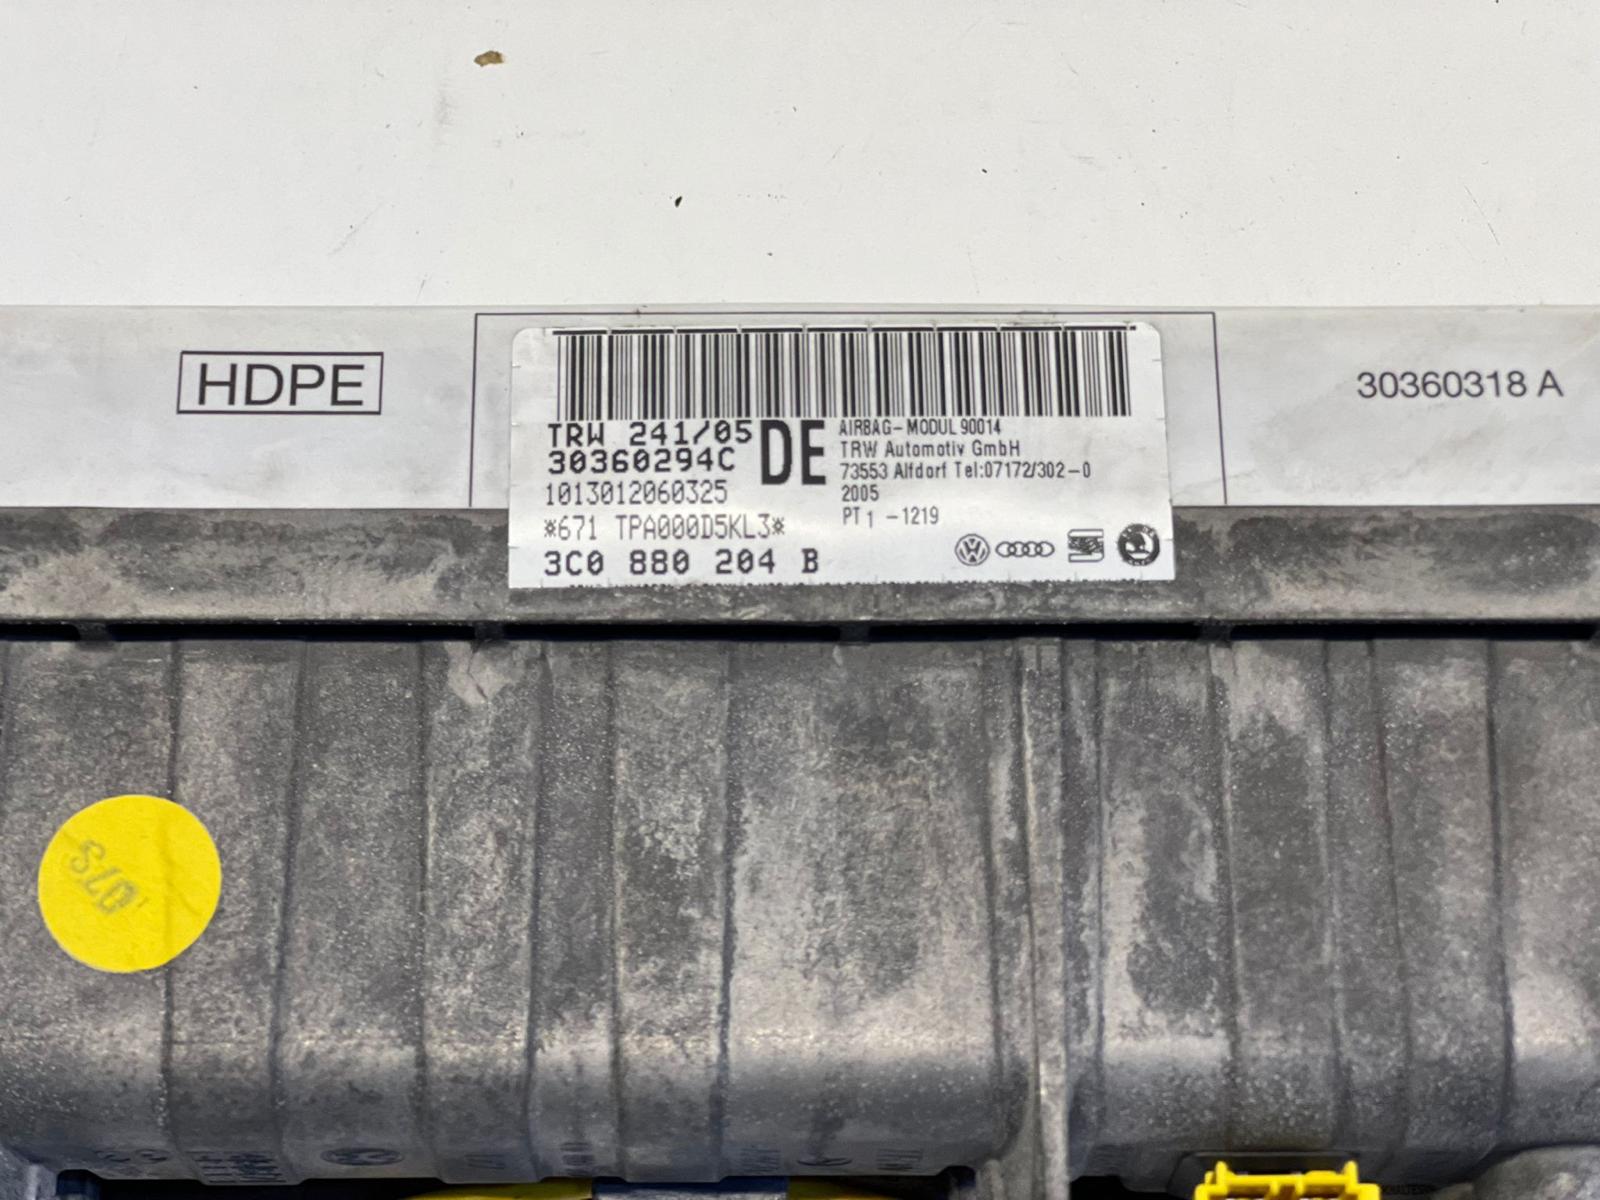 HDPE
30360318 A
TRW 241/05
30360294C
DE
1013012060325
*671 TPA000D5KL3*
3C0 880 204 B
AIRBAG-MODUL 90014
TRW Automotiv GmbH
73553 Alfdorf Tel:07172/302-0
2005
PT1 -1219